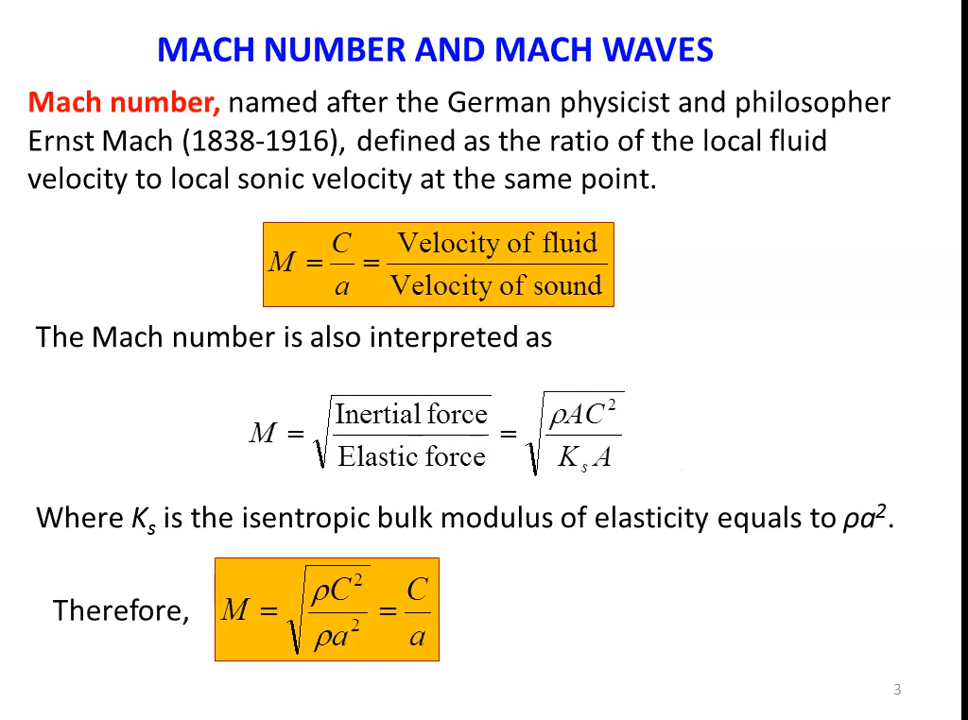 MACH NUMBER AND MACH WAVES
Mach number, named after the German physicist and philosopher
Ernst Mach (1838-1916), defined as the ratio of the local fluid
velocity to local sonic velocity at the same point.
M = C/a = Velocity of fluid/Velocity of sound
The Mach number is also interpreted as
M = √(Inertial force/Elastic force) = √(ρAC²/KₛA)
Where Kₛ is the isentropic bulk modulus of elasticity equals to ρa².
Therefore, M = √(ρC²/ρa²) = C/a
3